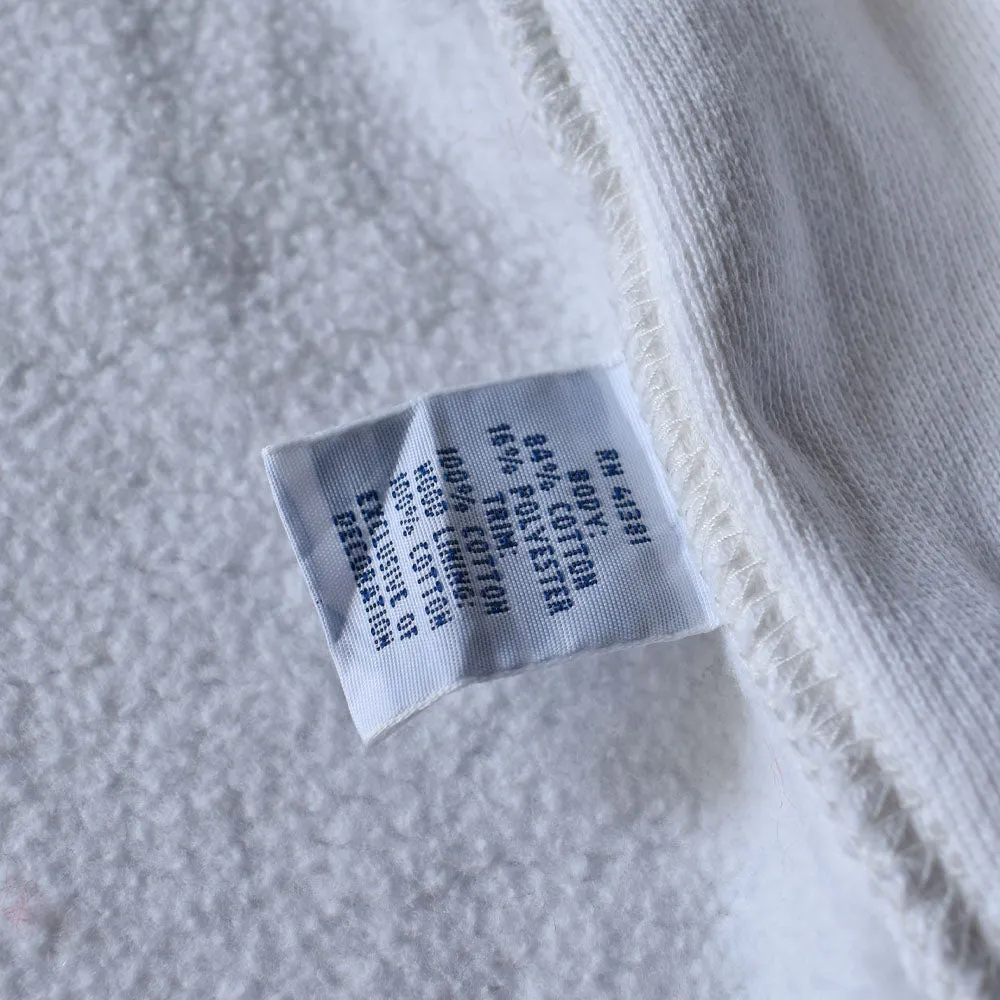 RN 41381
BODY:
84% COTTON
16% POLYESTER
TRIM:
100% COTTON
HOOD LINING:
100% COTTON
EXCLUSIVE OF
DECORATION